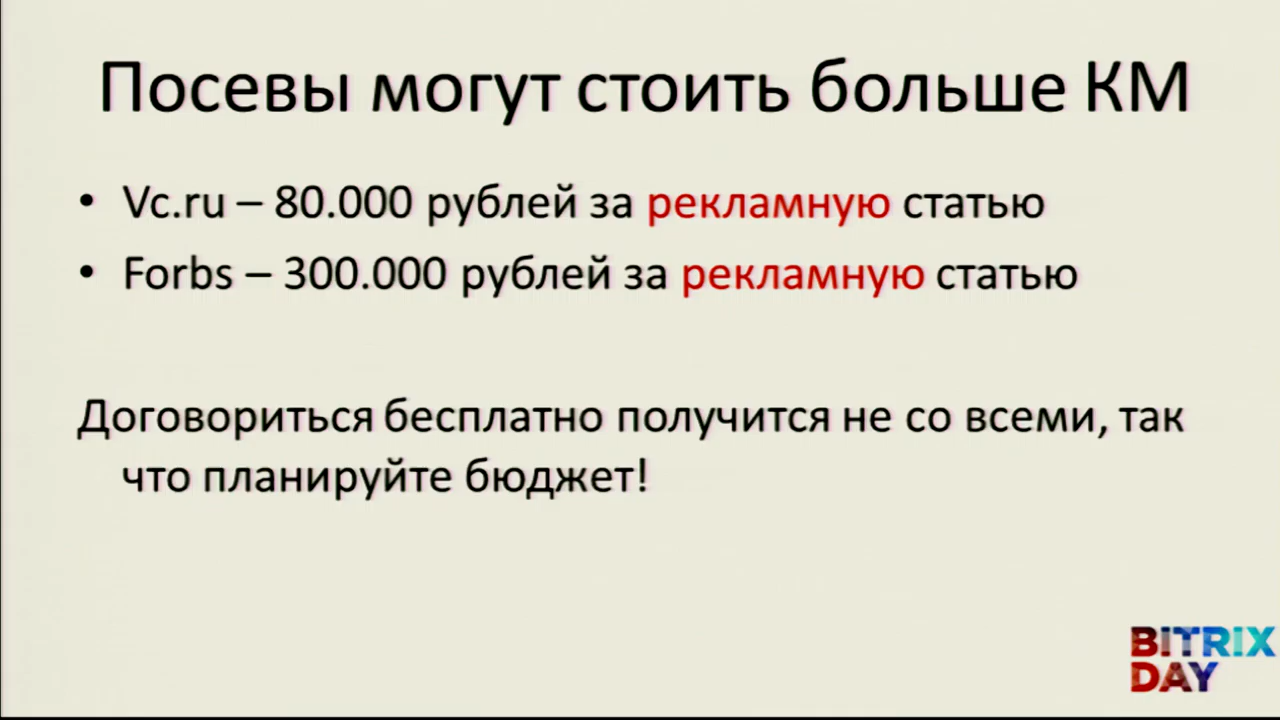 Посевы могут стоить больше КМ
• Vc.ru – 80.000 рублей за рекламную статью
• Forbs – 300.000 рублей за рекламную статью
Договориться бесплатно получится не со всеми, так
что планируйте бюджет!
BITRIX
DAY